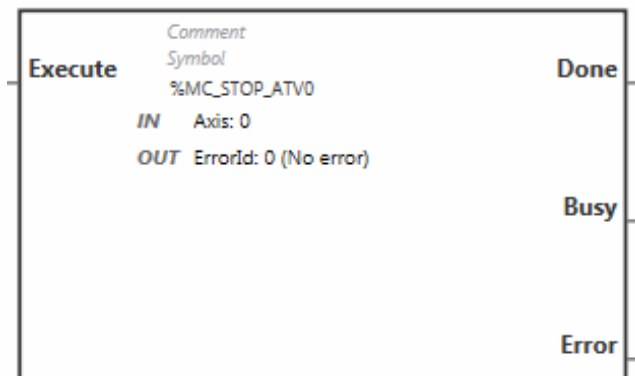 Comment
Execute Symbol Done
%MC_STOP_ATV0
IN Axis: 0
OUT ErrorId: 0 (No error)
Busy
Error